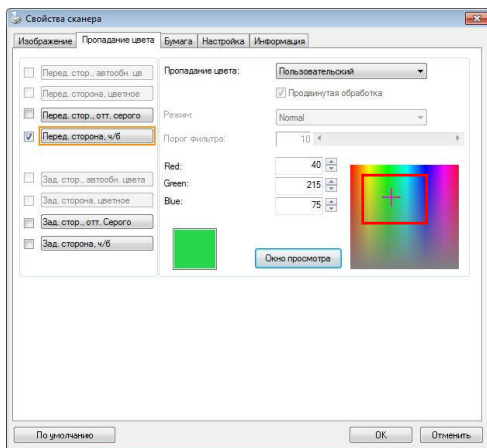 Свойства сканера
Изображение Пропадание цвета Бумага Настройка Информация
Перед. стор., автообн. цв
Перед. сторона, цветное
Перед. стор., отт. серого
Перед. сторона, ч/б
Зад. стор., автообн. цвета
Зад. сторона, цветное
Зад. стор., отт. Серого
Зад. сторона, ч/б
Пропадание цвета: Пользовательский
Продвинутая обработка
Режим: Normal
Порог фильтра: 10
Red: 40
Green: 215
Blue: 75
Окно просмотра
По умолчанию OK Отменить